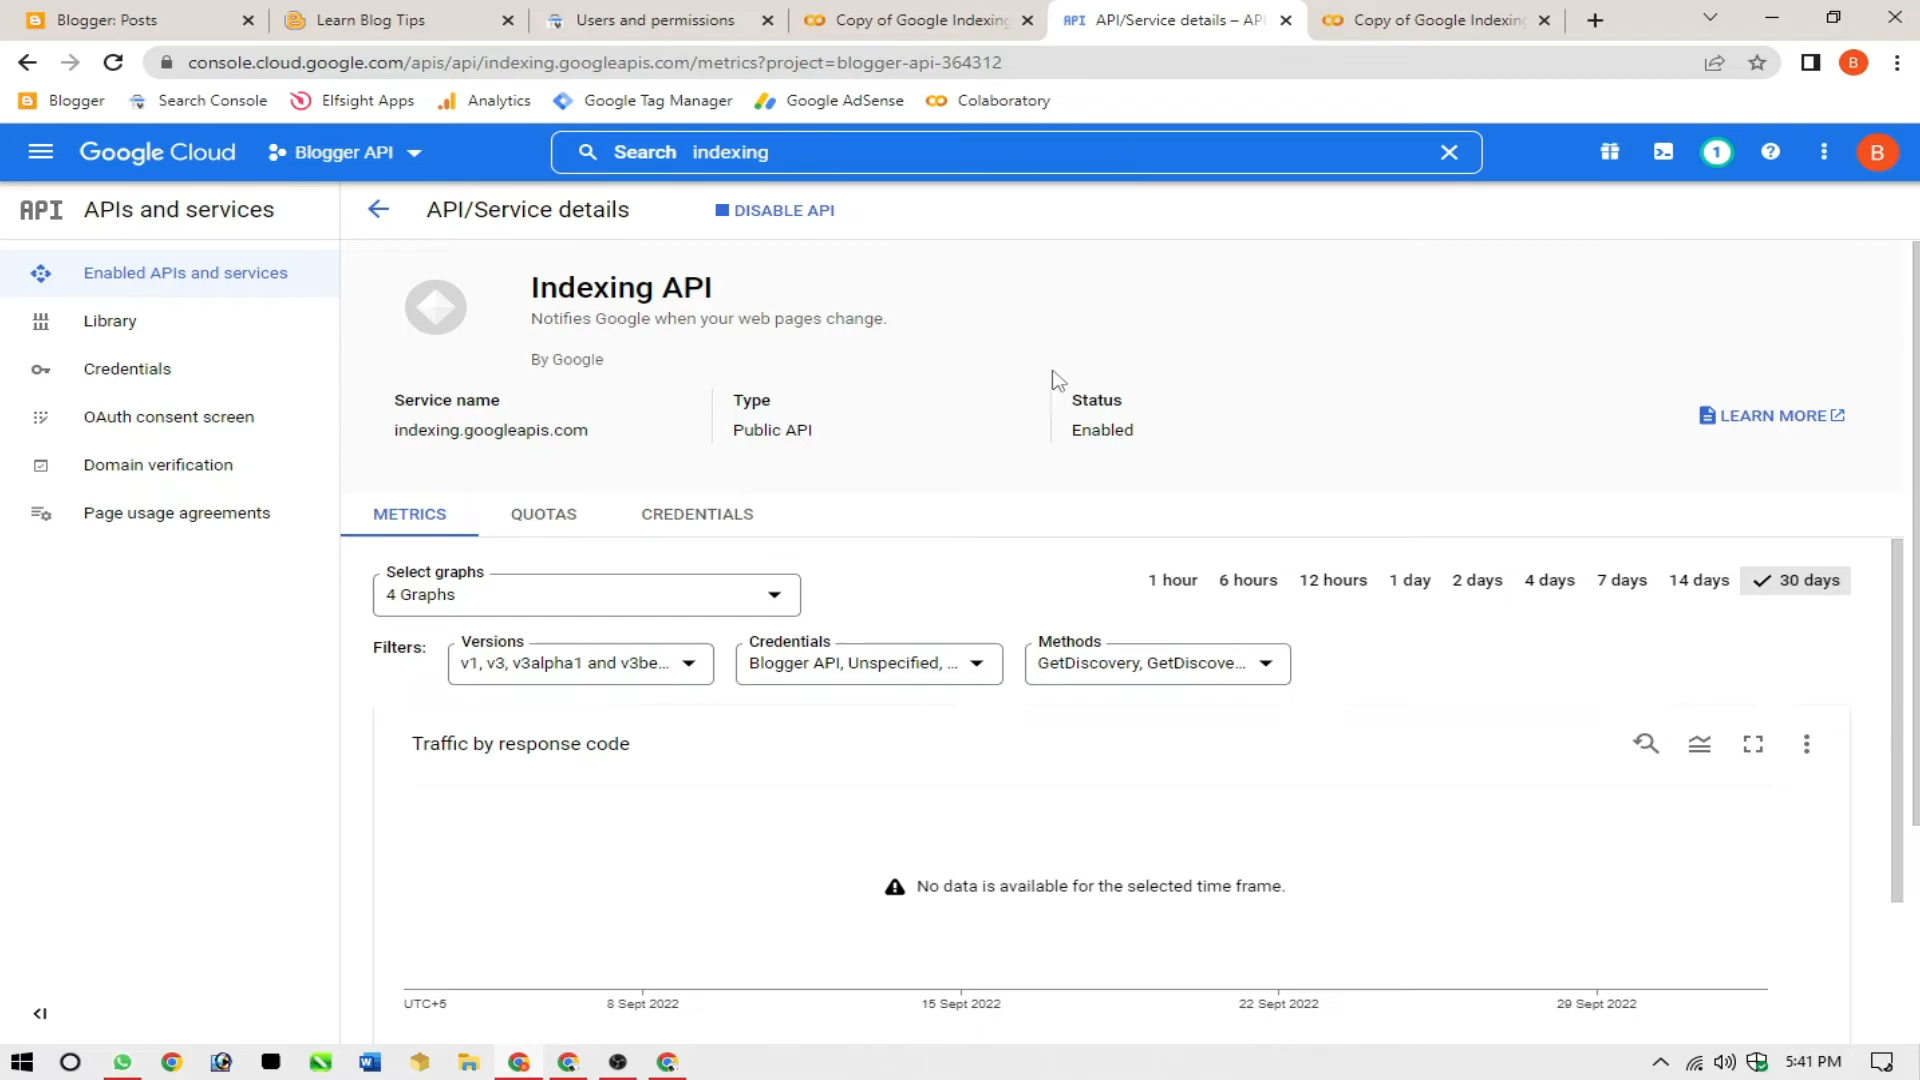 Blogger: Posts
Learn Blog Tips
Users and permissions
Copy of Google Indexing
API
API/Service details – API
Copy of Google Indexing
console.cloud.google.com/apis/api/indexing.googleapis.com/metrics?project=blogger-api-364312
B
Blogger
Search Console
Elfsight Apps
Analytics
Google Tag Manager
Google AdSense
Colaboratory
Google Cloud
Blogger API
Search indexing
1
B
API APIs and services
API/Service details
DISABLE API
Enabled APIs and services
Library
Credentials
OAuth consent screen
Domain verification
Page usage agreements
Indexing API
Notifies Google when your web pages change.
By Google
Service name
indexing.googleapis.com
Type
Public API
Status
Enabled
LEARN MORE
METRICS
QUOTAS
CREDENTIALS
Select graphs
4 Graphs
1 hour
6 hours
12 hours
1 day
2 days
4 days
7 days
14 days
30 days
Filters:
Versions
v1, v3, v3alpha1 and v3be...
Credentials
Blogger API, Unspecified, ...
Methods
GetDiscovery, GetDiscove...
Traffic by response code
No data is available for the selected time frame.
UTC+5
8 Sept 2022
15 Sept 2022
22 Sept 2022
29 Sept 2022
5:41 PM